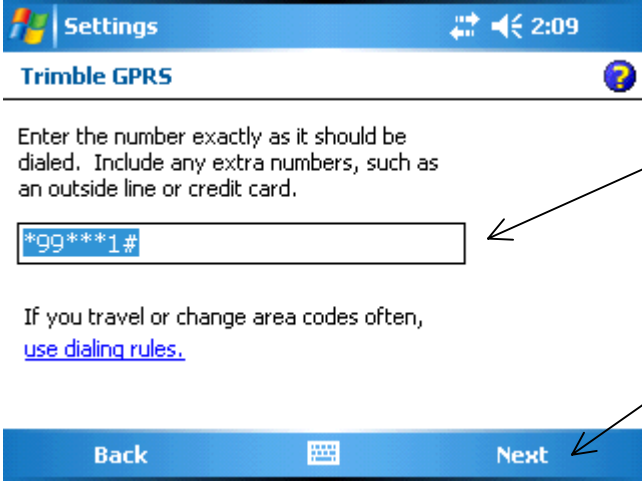 Settings 2:09
Trimble GPRS
Enter the number exactly as it should be
dialed. Include any extra numbers, such as
an outside line or credit card.
*99***1#
If you travel or change area codes often,
use dialing rules.
Back Next